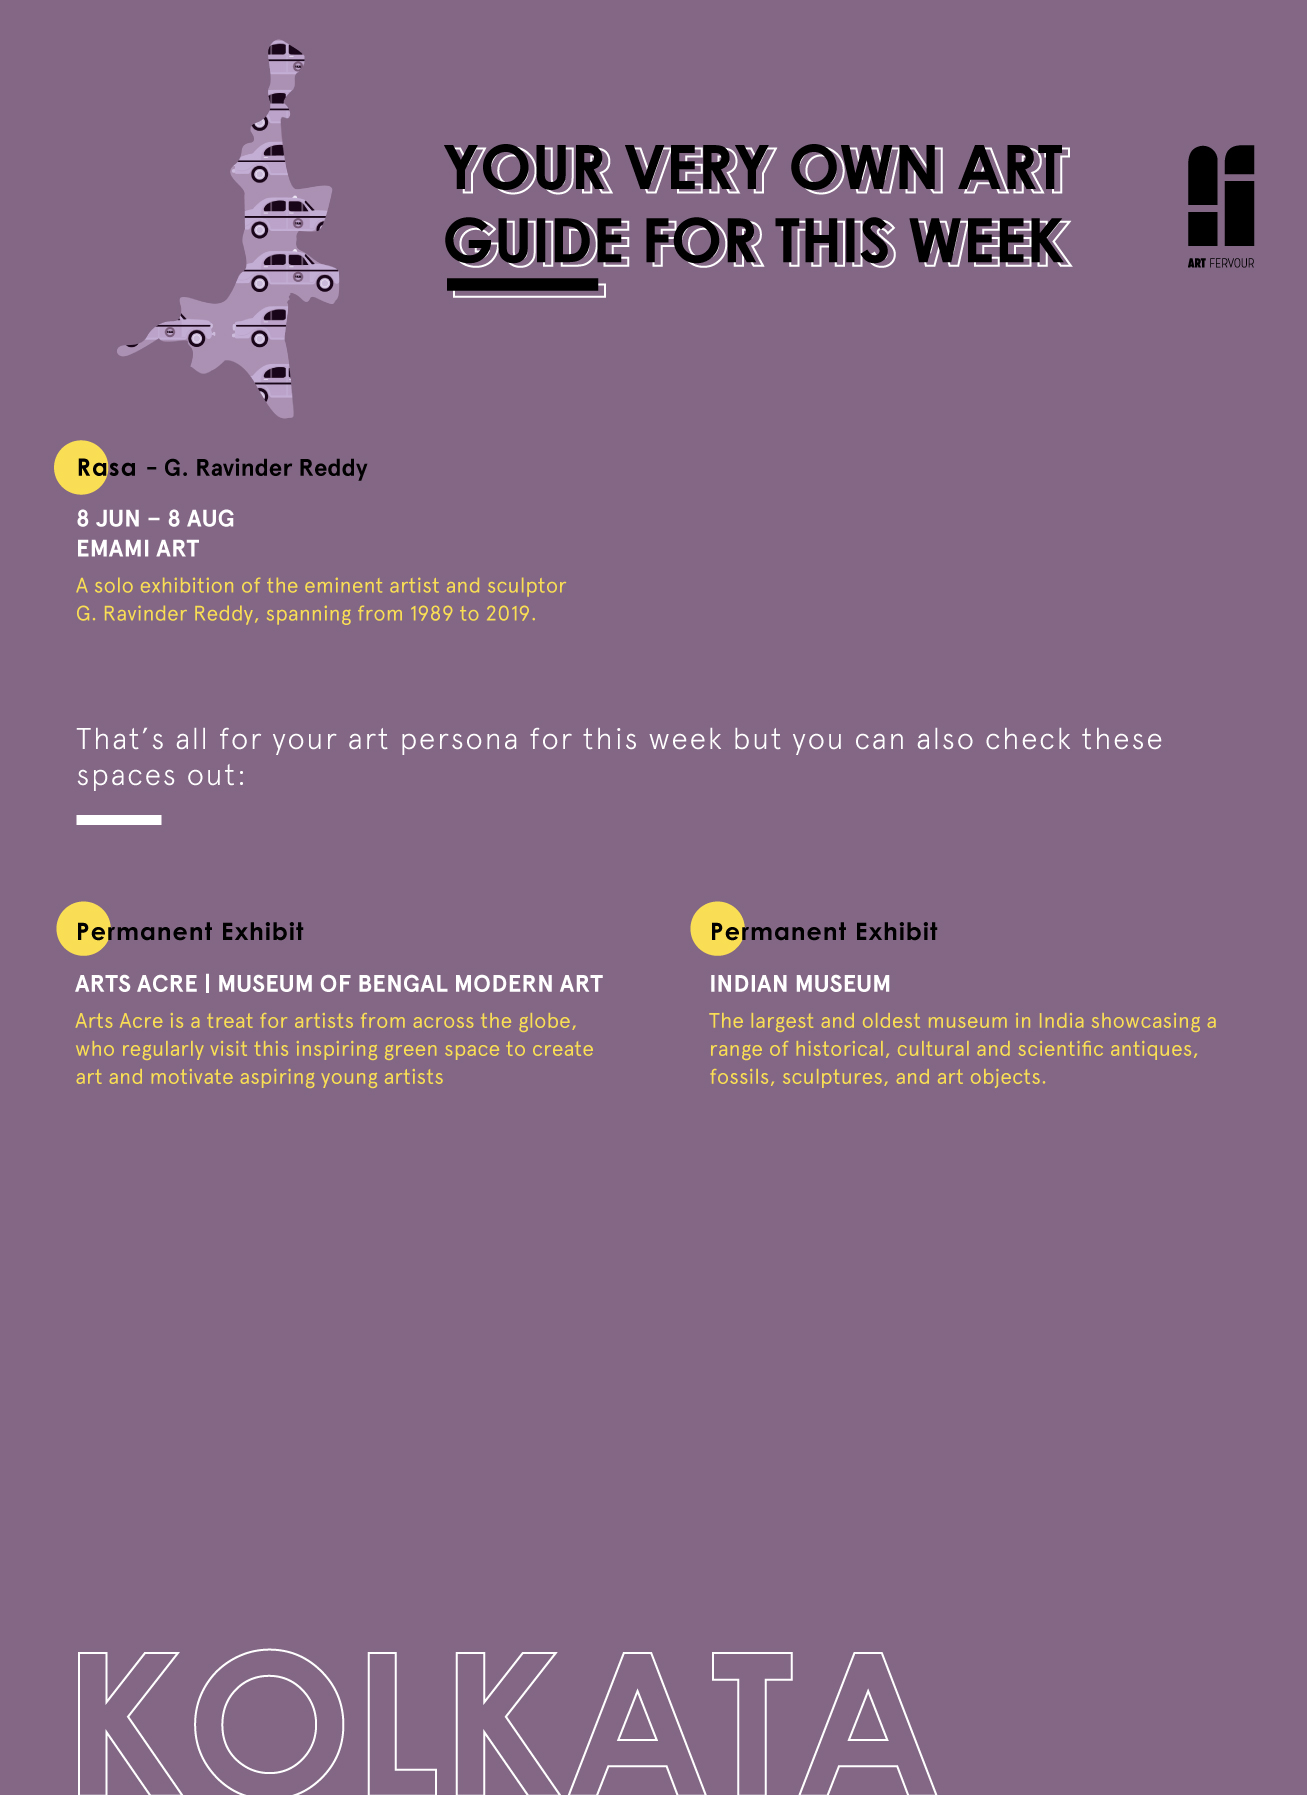 YOUR VERY OWN ART
GUIDE FOR THIS WEEK
ART FERVOUR
Rasa - G. Ravinder Reddy
8 JUN – 8 AUG
EMAMI ART
A solo exhibition of the eminent artist and sculptor
G. Ravinder Reddy, spanning from 1989 to 2019.
That’s all for your art persona for this week but you can also check these
spaces out:
Permanent Exhibit
ARTS ACRE | MUSEUM OF BENGAL MODERN ART
Arts Acre is a treat for artists from across the globe,
who regularly visit this inspiring green space to create
art and motivate aspiring young artists
Permanent Exhibit
INDIAN MUSEUM
The largest and oldest museum in India showcasing a
range of historical, cultural and scientific antiques,
fossils, sculptures, and art objects.
KOLKATA